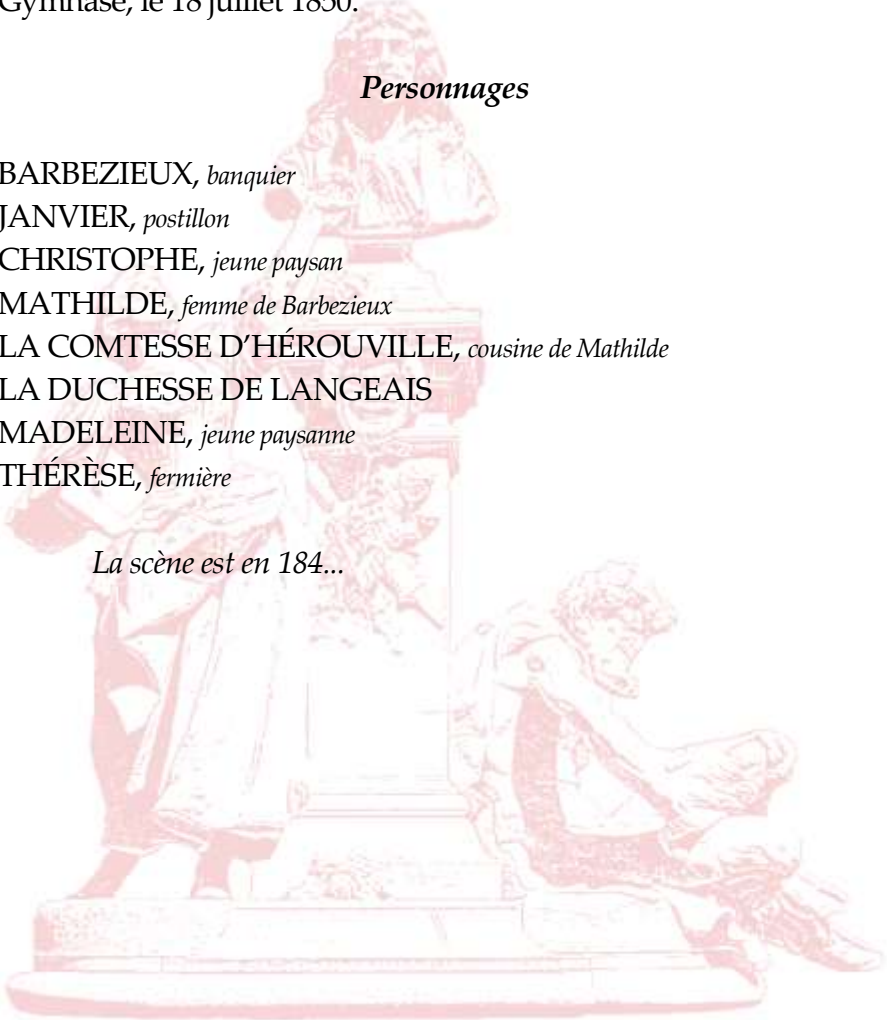 Gymnase, le 18 juillet 1850.
Personnages
BARBEZIEUX, banquier
JANVIER, postillon
CHRISTOPHE, jeune paysan
MATHILDE, femme de Barbezieux
LA COMTESSE D’HÉROUVILLE, cousine de Mathilde
LA DUCHESSE DE LANGEAIS
MADELEINE, jeune paysanne
THÉRÈSE, fermière
La scène est en 184...